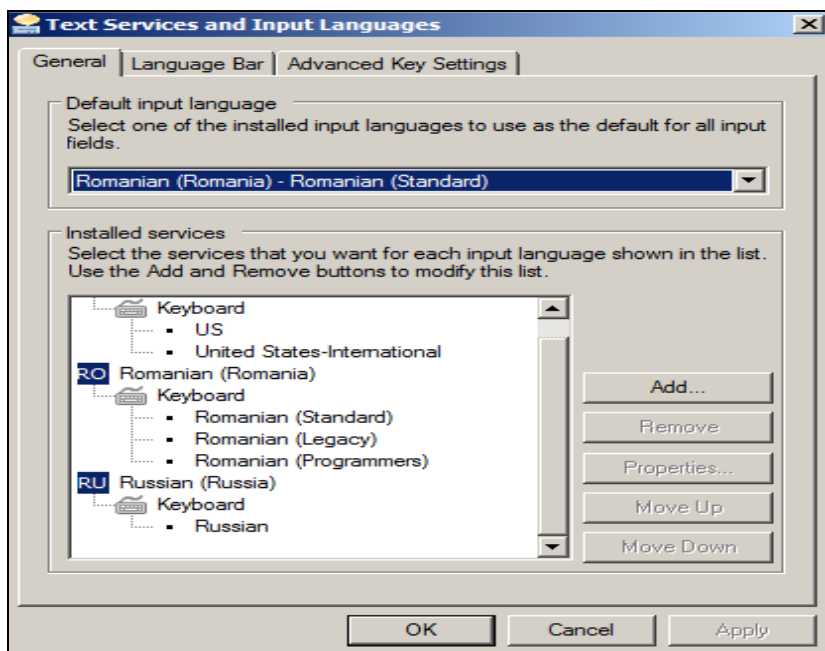 Text Services and Input Languages
General
Language Bar
Advanced Key Settings
Default input language
Select one of the installed input languages to use as the default for all input
fields.
Romanian (Romania) - Romanian (Standard)
Installed services
Select the services that you want for each input language shown in the list.
Use the Add and Remove buttons to modify this list.
Keyboard
US
United States-International
RO Romanian (Romania)
Keyboard
Romanian (Standard)
Romanian (Legacy)
Romanian (Programmers)
RU Russian (Russia)
Keyboard
Russian
Add...
Remove
Properties...
Move Up
Move Down
OK
Cancel
Apply